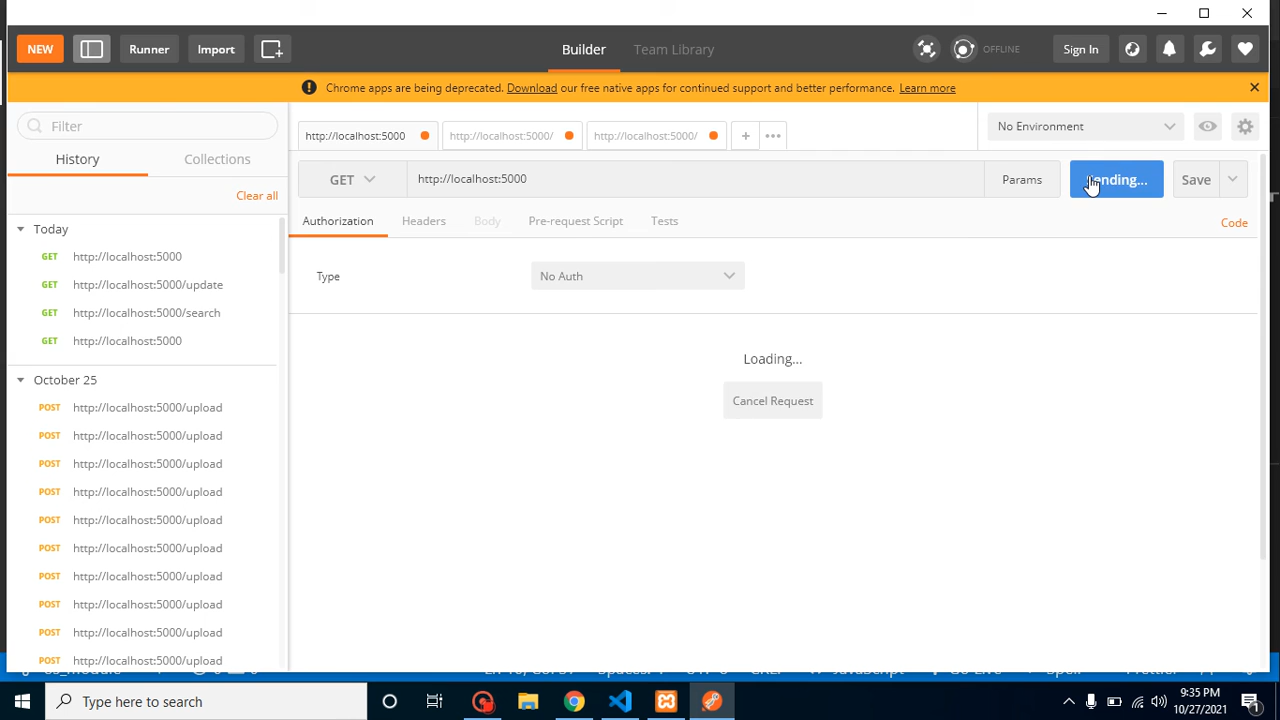 NEW Runner Import Builder Team Library OFFLINE Sign In
! Chrome apps are being deprecated. Download our free native apps for continued support and better performance. Learn more
Filter
http://localhost:5000 http://localhost:5000/ http://localhost:5000/ No Environment
History Collections
GET http://localhost:5000 Params Save
Clear all
Authorization Headers Body Pre-request Script Tests Code
Today
GET http://localhost:5000
GET http://localhost:5000/update
GET http://localhost:5000/search
GET http://localhost:5000
Type No Auth
Loading...
Cancel Request
October 25
POST http://localhost:5000/upload
POST http://localhost:5000/upload
POST http://localhost:5000/upload
POST http://localhost:5000/upload
POST http://localhost:5000/upload
POST http://localhost:5000/upload
POST http://localhost:5000/upload
POST http://localhost:5000/upload
POST http://localhost:5000/upload
POST http://localhost:5000/upload
Type here to search
9:35 PM
10/27/2021
1